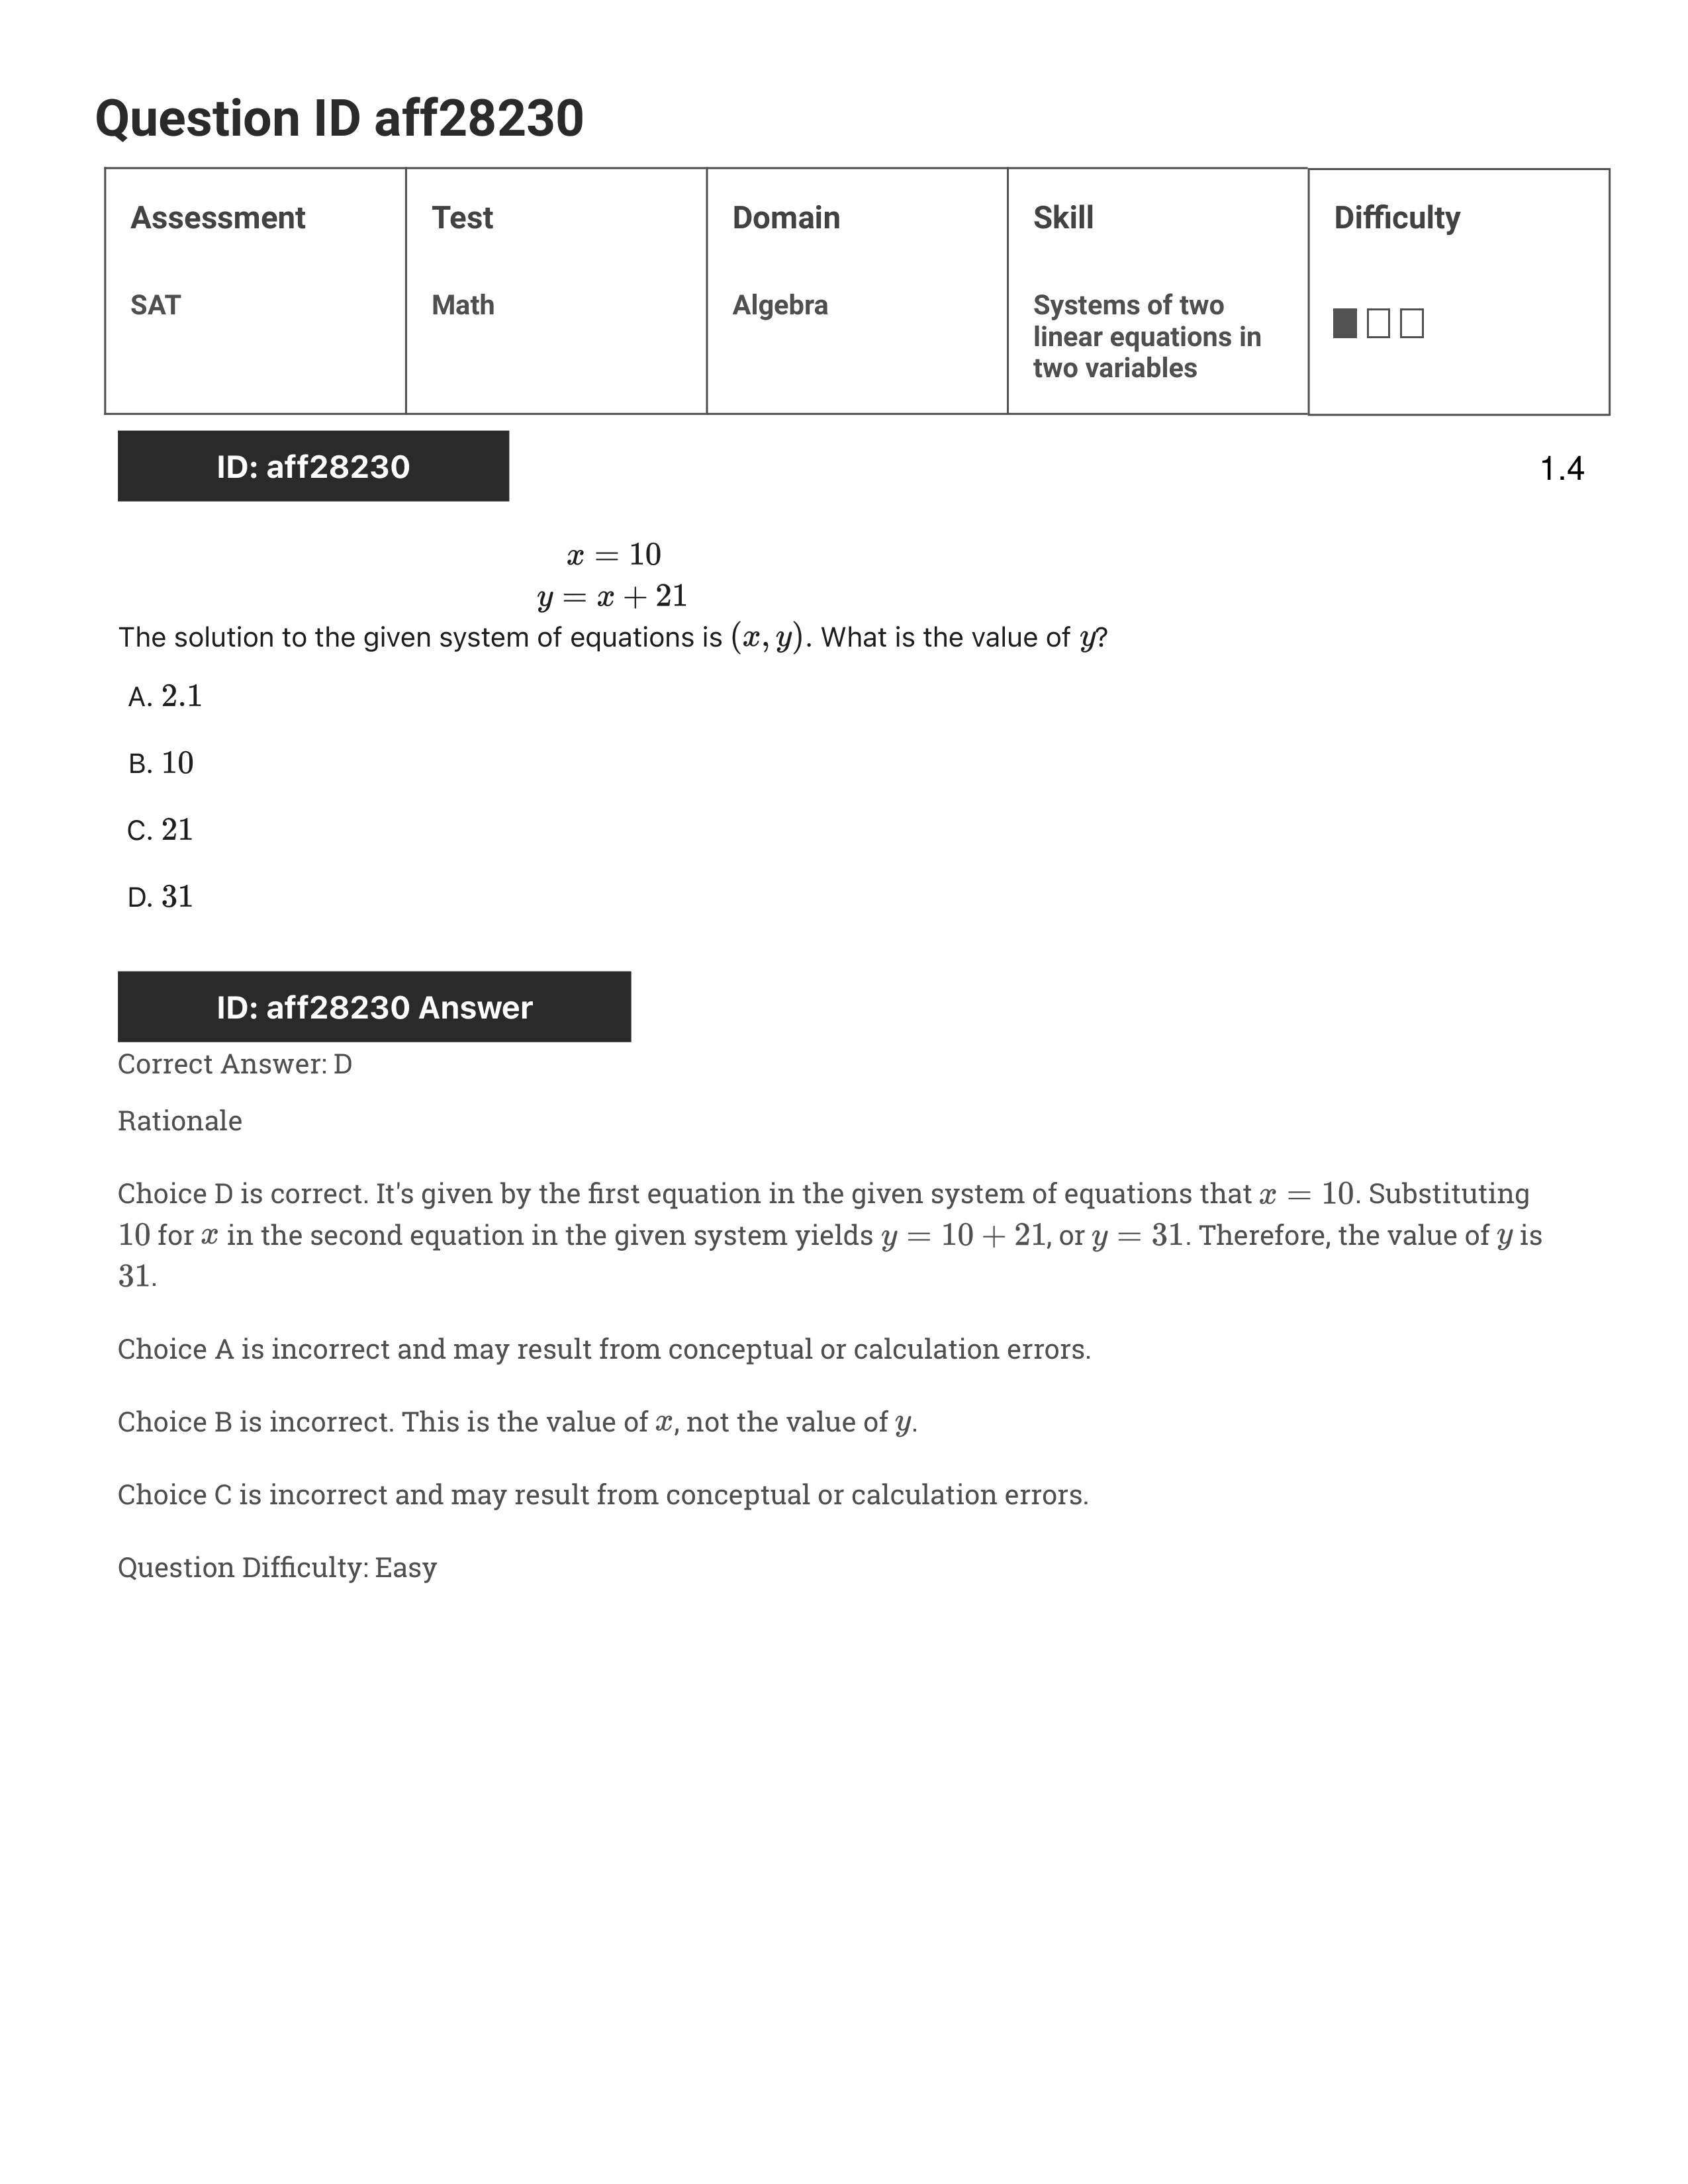 Question ID aff28230
Assessment
Test
Domain
Skill
Difficulty
SAT
Math
Algebra
Systems of two
linear equations in
two variables
ID: aff28230
1.4
x = 10
y = x + 21
The solution to the given system of equations is (x, y). What is the value of y?
A. 2.1
B. 10
C. 21
D. 31
ID: aff28230 Answer
Correct Answer: D
Rationale
Choice D is correct. It's given by the first equation in the given system of equations that x = 10. Substituting
10 for x in the second equation in the given system yields y = 10 + 21, or y = 31. Therefore, the value of y is
31.
Choice A is incorrect and may result from conceptual or calculation errors.
Choice B is incorrect. This is the value of x, not the value of y.
Choice C is incorrect and may result from conceptual or calculation errors.
Question Difficulty: Easy